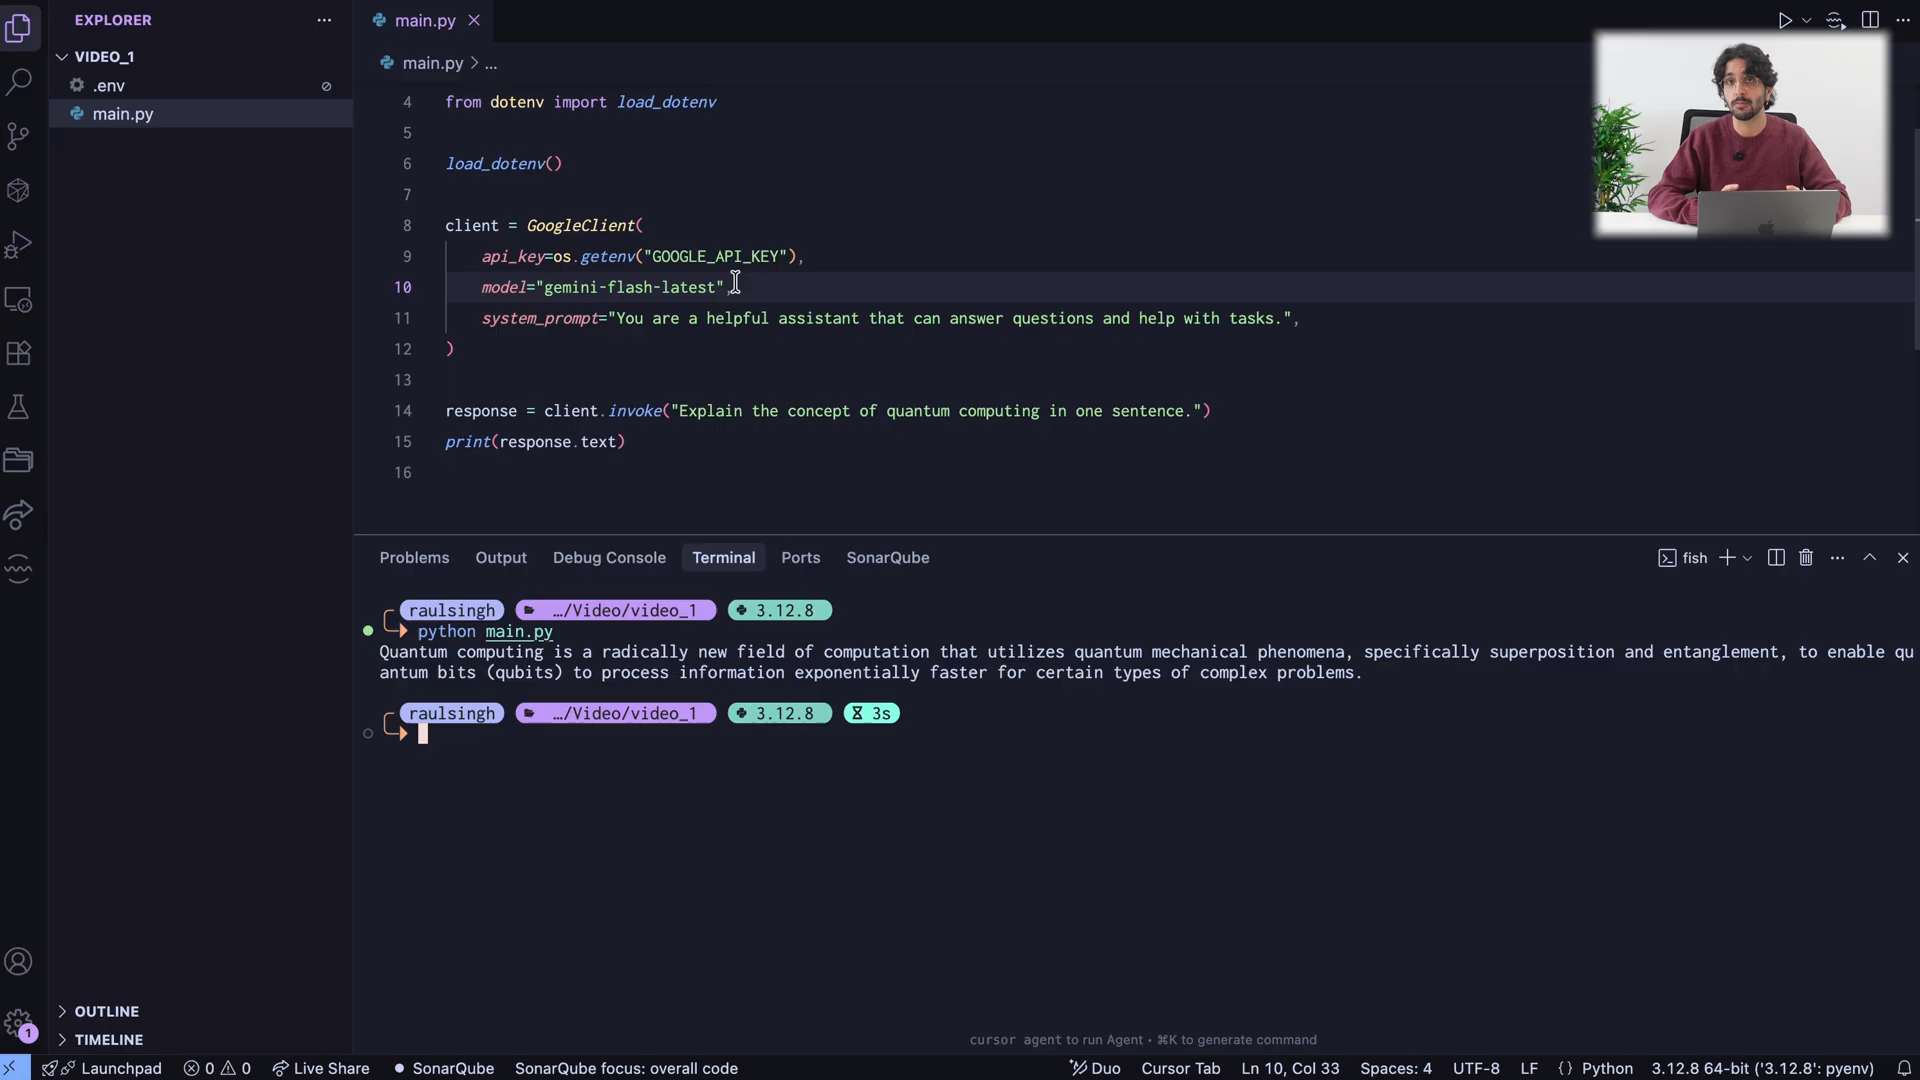 EXPLORER
VIDEO_1
.env
main.py
main.py
main.py > ...
4 from dotenv import load_dotenv
5
6 load_dotenv()
7
8 client = GoogleClient(
9 api_key=os.getenv("GOOGLE_API_KEY"),
10 model="gemini-flash-latest",
11 system_prompt="You are a helpful assistant that can answer questions and help with tasks.",
12 )
13
14 response = client.invoke("Explain the concept of quantum computing in one sentence.")
15 print(response.text)
16
Problems Output Debug Console Terminal Ports SonarQube fish
raulsingh …/Video/video_1 3.12.8
python main.py
Quantum computing is a radically new field of computation that utilizes quantum mechanical phenomena, specifically superposition and entanglement, to enable qu
antum bits (qubits) to process information exponentially faster for certain types of complex problems.
raulsingh …/Video/video_1 3.12.8 3s
OUTLINE
1
TIMELINE
cursor agent to run Agent • ⌘K to generate command
Launchpad 0 0 Live Share SonarQube SonarQube focus: overall code Duo Cursor Tab Ln 10, Col 33 Spaces: 4 UTF-8 LF {} Python 3.12.8 64-bit ('3.12.8': pyenv)